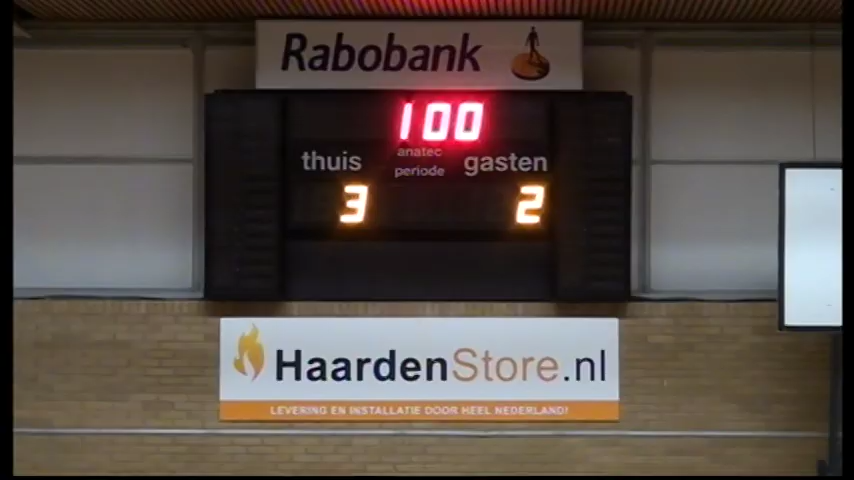 Rabobank
100
thuis anatec gasten
periode
3 2
HaardenStore.nl
LEVERING EN INSTALLATIE DOOR HEEL NEDERLAND!